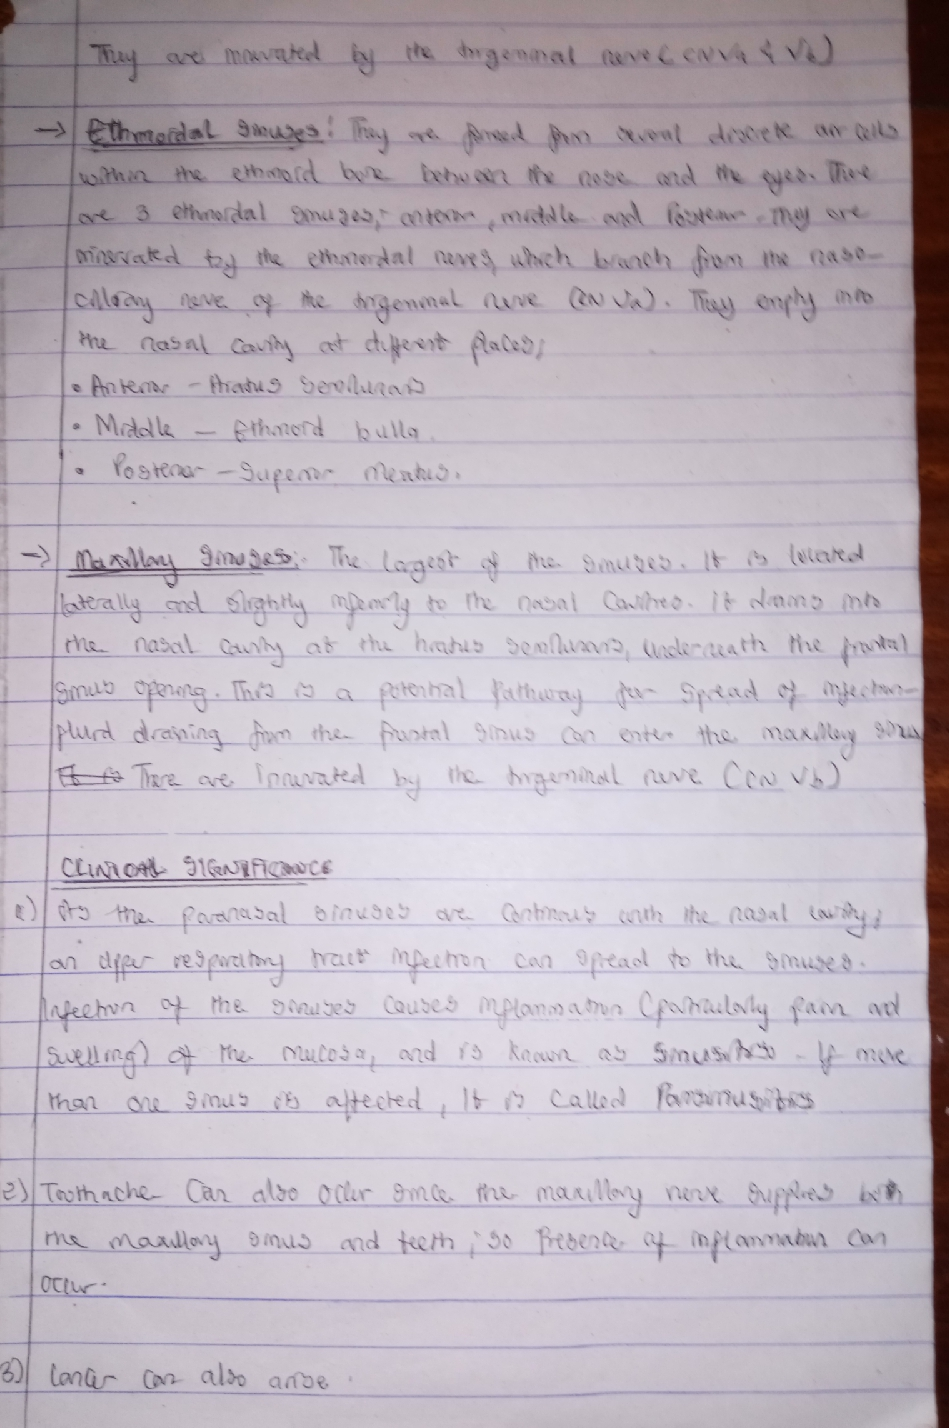 They are innervated by the trigeminal nerve (CN Va & Vb)
→ Ethmoidal sinuses: They are formed from several discrete air cells
within the ethmoid bone between the nose and the eyes. There
are 3 ethmoidal sinuses; anterior, middle and Posterior. They are
innervated by the ethmoidal nerves, which branch from the naso-
ciliary nerve of the trigeminal nerve (CN Va). They empty into
the nasal cavity at different places;
• Anterior - Hiatus Semilunaris
• Middle - Ethmoid bulla.
• Posterior - Superior Meatus.
→ Maxillary Sinuses:- The largest of the sinuses. It is located
laterally and slightly inferiorly to the nasal Cavities. it drains into
the nasal cavity at the hiatus semilunaris, underneath the frontal
sinus opening. This is a potential Pathway for Spread of infection-
fluid draining from the frontal sinus can enter the maxillary sinus
It is There are Innervated by the trigeminal nerve (CN Vb)
CLINICAL SIGNIFICANCE
1) As the paranasal sinuses are continous with the nasal cavity,
an upper respiratory tract infection can spread to the sinuses.
Infection of the sinuses causes inflammation (particularly pain and
swelling) of the mucosa, and is known as sinusitis. If more
than one sinus is affected, It is called Pansinusitis
2) Toothache Can also occur since the maxillary nerve supplies both
the maxillary sinus and teeth; so Presence of inflammation can
occur.
3) Cancer can also arise.